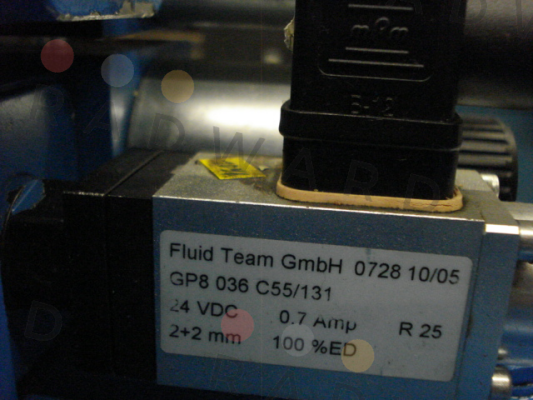 Fluid Team GmbH 0728 10/05
GP8 036 C55/131
24 VDC 0.7 Amp R 25
2+2 mm 100 %ED